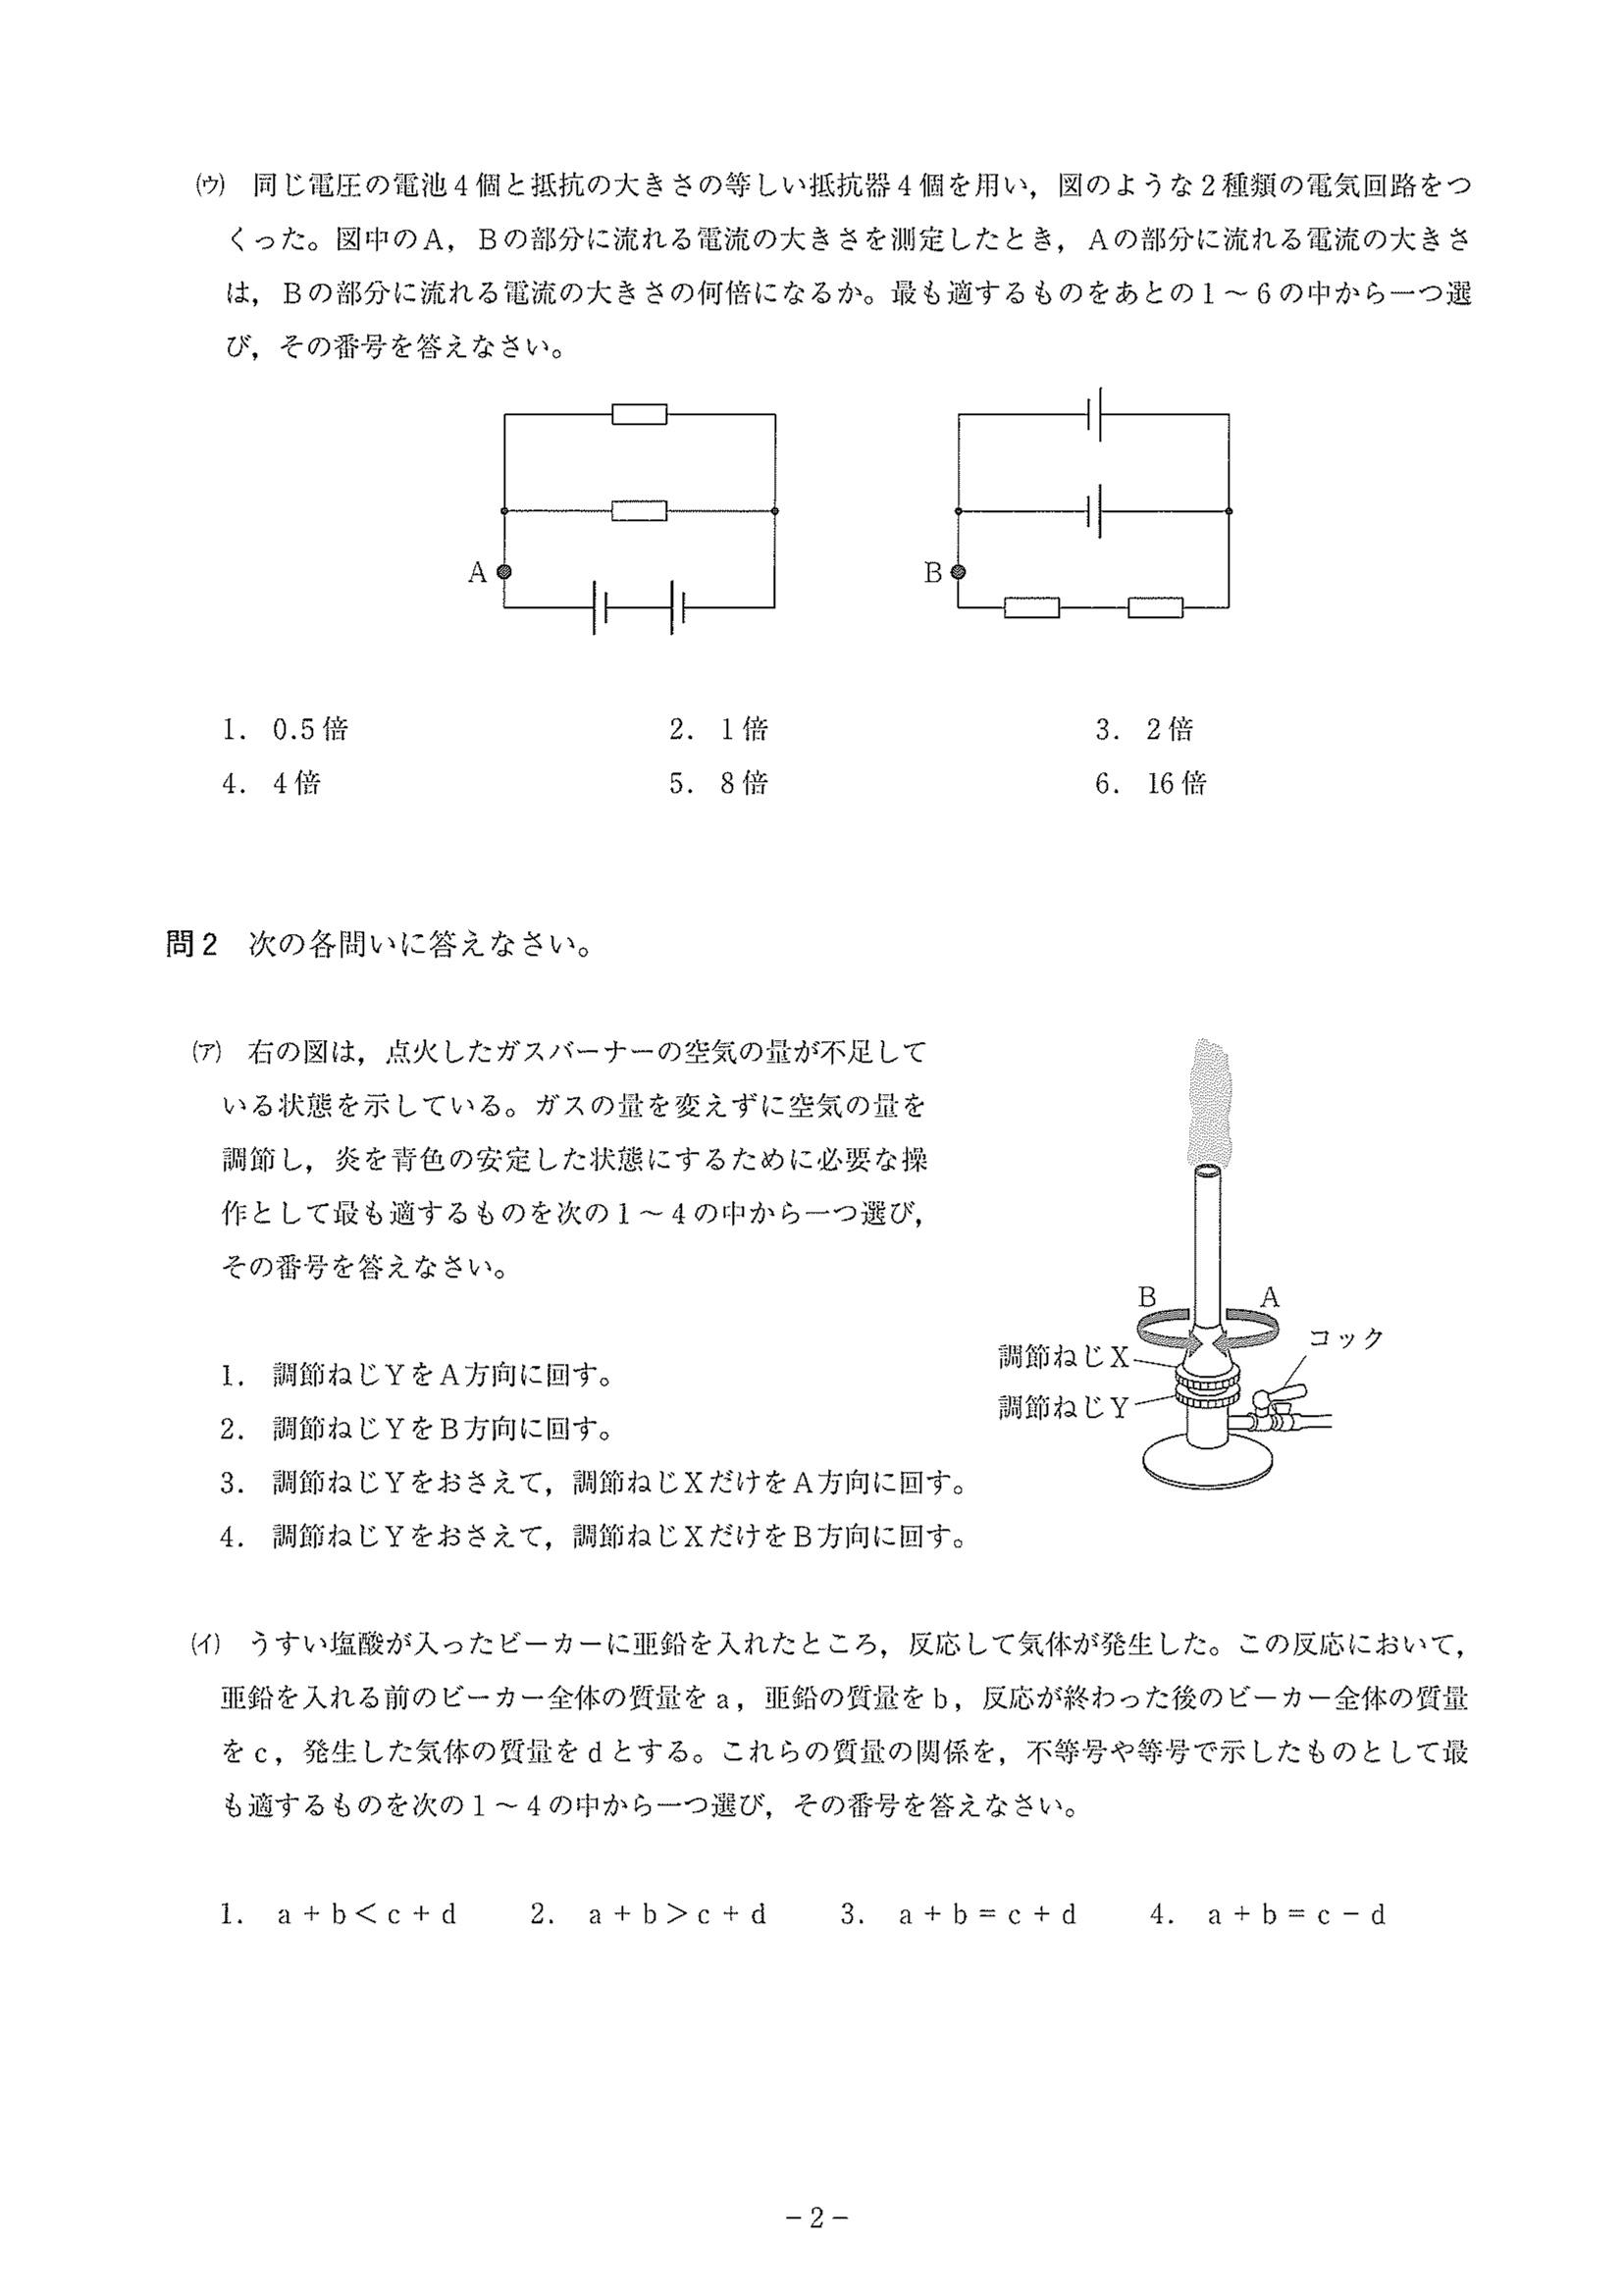 (ウ) 同じ電圧の電池4個と抵抗の大きさの等しい抵抗器4個を用い，図のような2種類の電気回路をつ
くった。図中のA，Bの部分に流れる電流の大きさを測定したとき，Aの部分に流れる電流の大きさ
は，Bの部分に流れる電流の大きさの何倍になるか。最も適するものをあとの1～6の中から一つ選
び，その番号を答えなさい。
A
B
1. 0.5倍 2. 1倍 3. 2倍
4. 4倍 5. 8倍 6. 16倍
問2 次の各問いに答えなさい。
(ア) 右の図は，点火したガスバーナーの空気の量が不足して
いる状態を示している。ガスの量を変えずに空気の量を
調節し，炎を青色の安定した状態にするために必要な操
作として最も適するものを次の1～4の中から一つ選び，
その番号を答えなさい。
1. 調節ねじYをA方向に回す。
2. 調節ねじYをB方向に回す。
3. 調節ねじYをおさえて，調節ねじXだけをA方向に回す。
4. 調節ねじYをおさえて，調節ねじXだけをB方向に回す。
B A
コック
調節ねじX
調節ねじY
(イ) うすい塩酸が入ったビーカーに亜鉛を入れたところ，反応して気体が発生した。この反応において，
亜鉛を入れる前のビーカー全体の質量をa，亜鉛の質量をb，反応が終わった後のビーカー全体の質量
をc，発生した気体の質量をdとする。これらの質量の関係を，不等号や等号で示したものとして最
も適するものを次の1～4の中から一つ選び，その番号を答えなさい。
1. a＋b＜c＋d 2. a＋b＞c＋d 3. a＋b＝c＋d 4. a＋b＝c－d
－2－